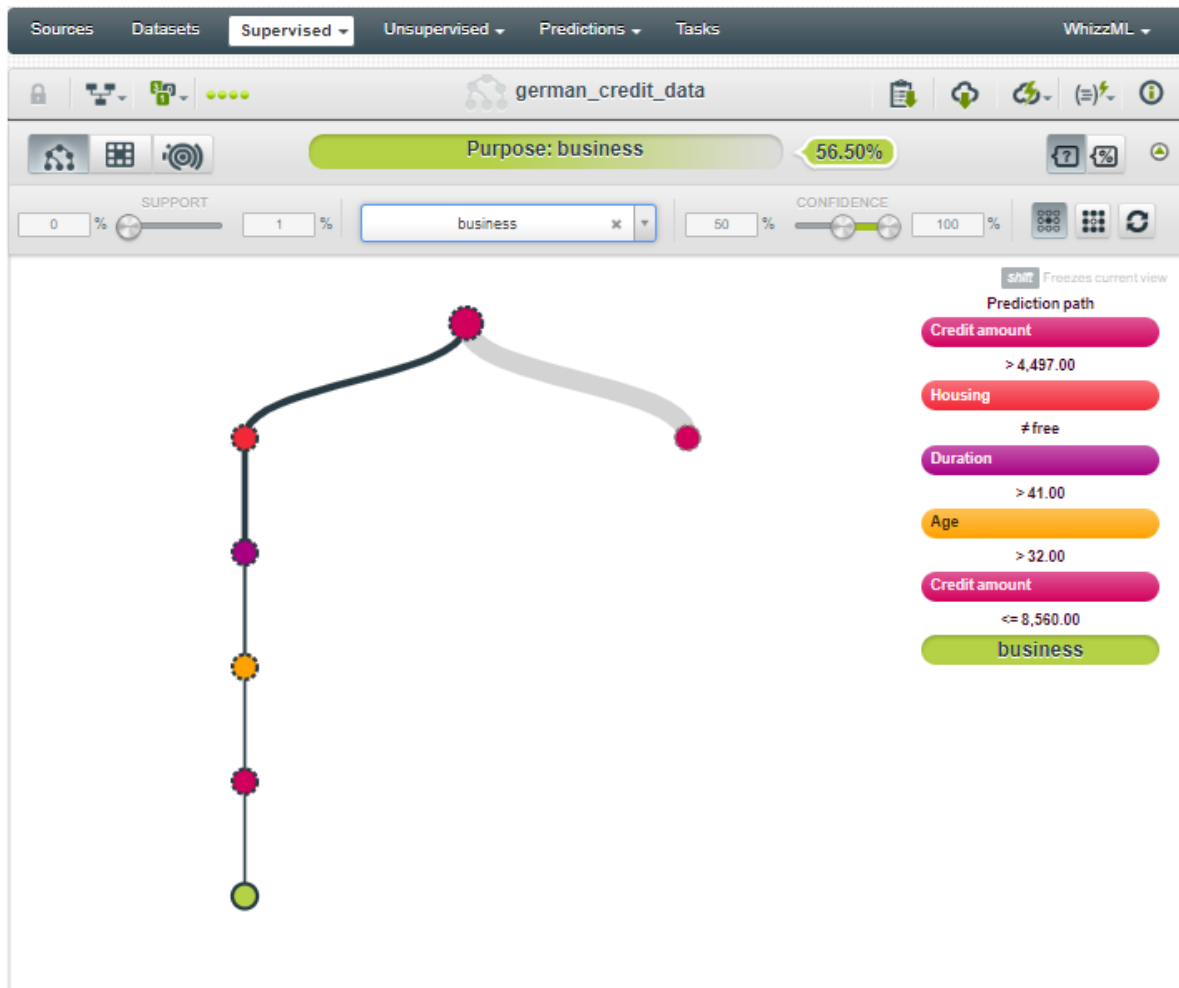 Sources Datasets Supervised Unsupervised Predictions Tasks WhizzML
german_credit_data
Purpose: business 56.50%
SUPPORT CONFIDENCE
0 % 1 % business × 50 % 100 %
shift Freezes current view
Prediction path
Credit amount
> 4,497.00
Housing
≠ free
Duration
> 41.00
Age
> 32.00
Credit amount
<= 8,560.00
business